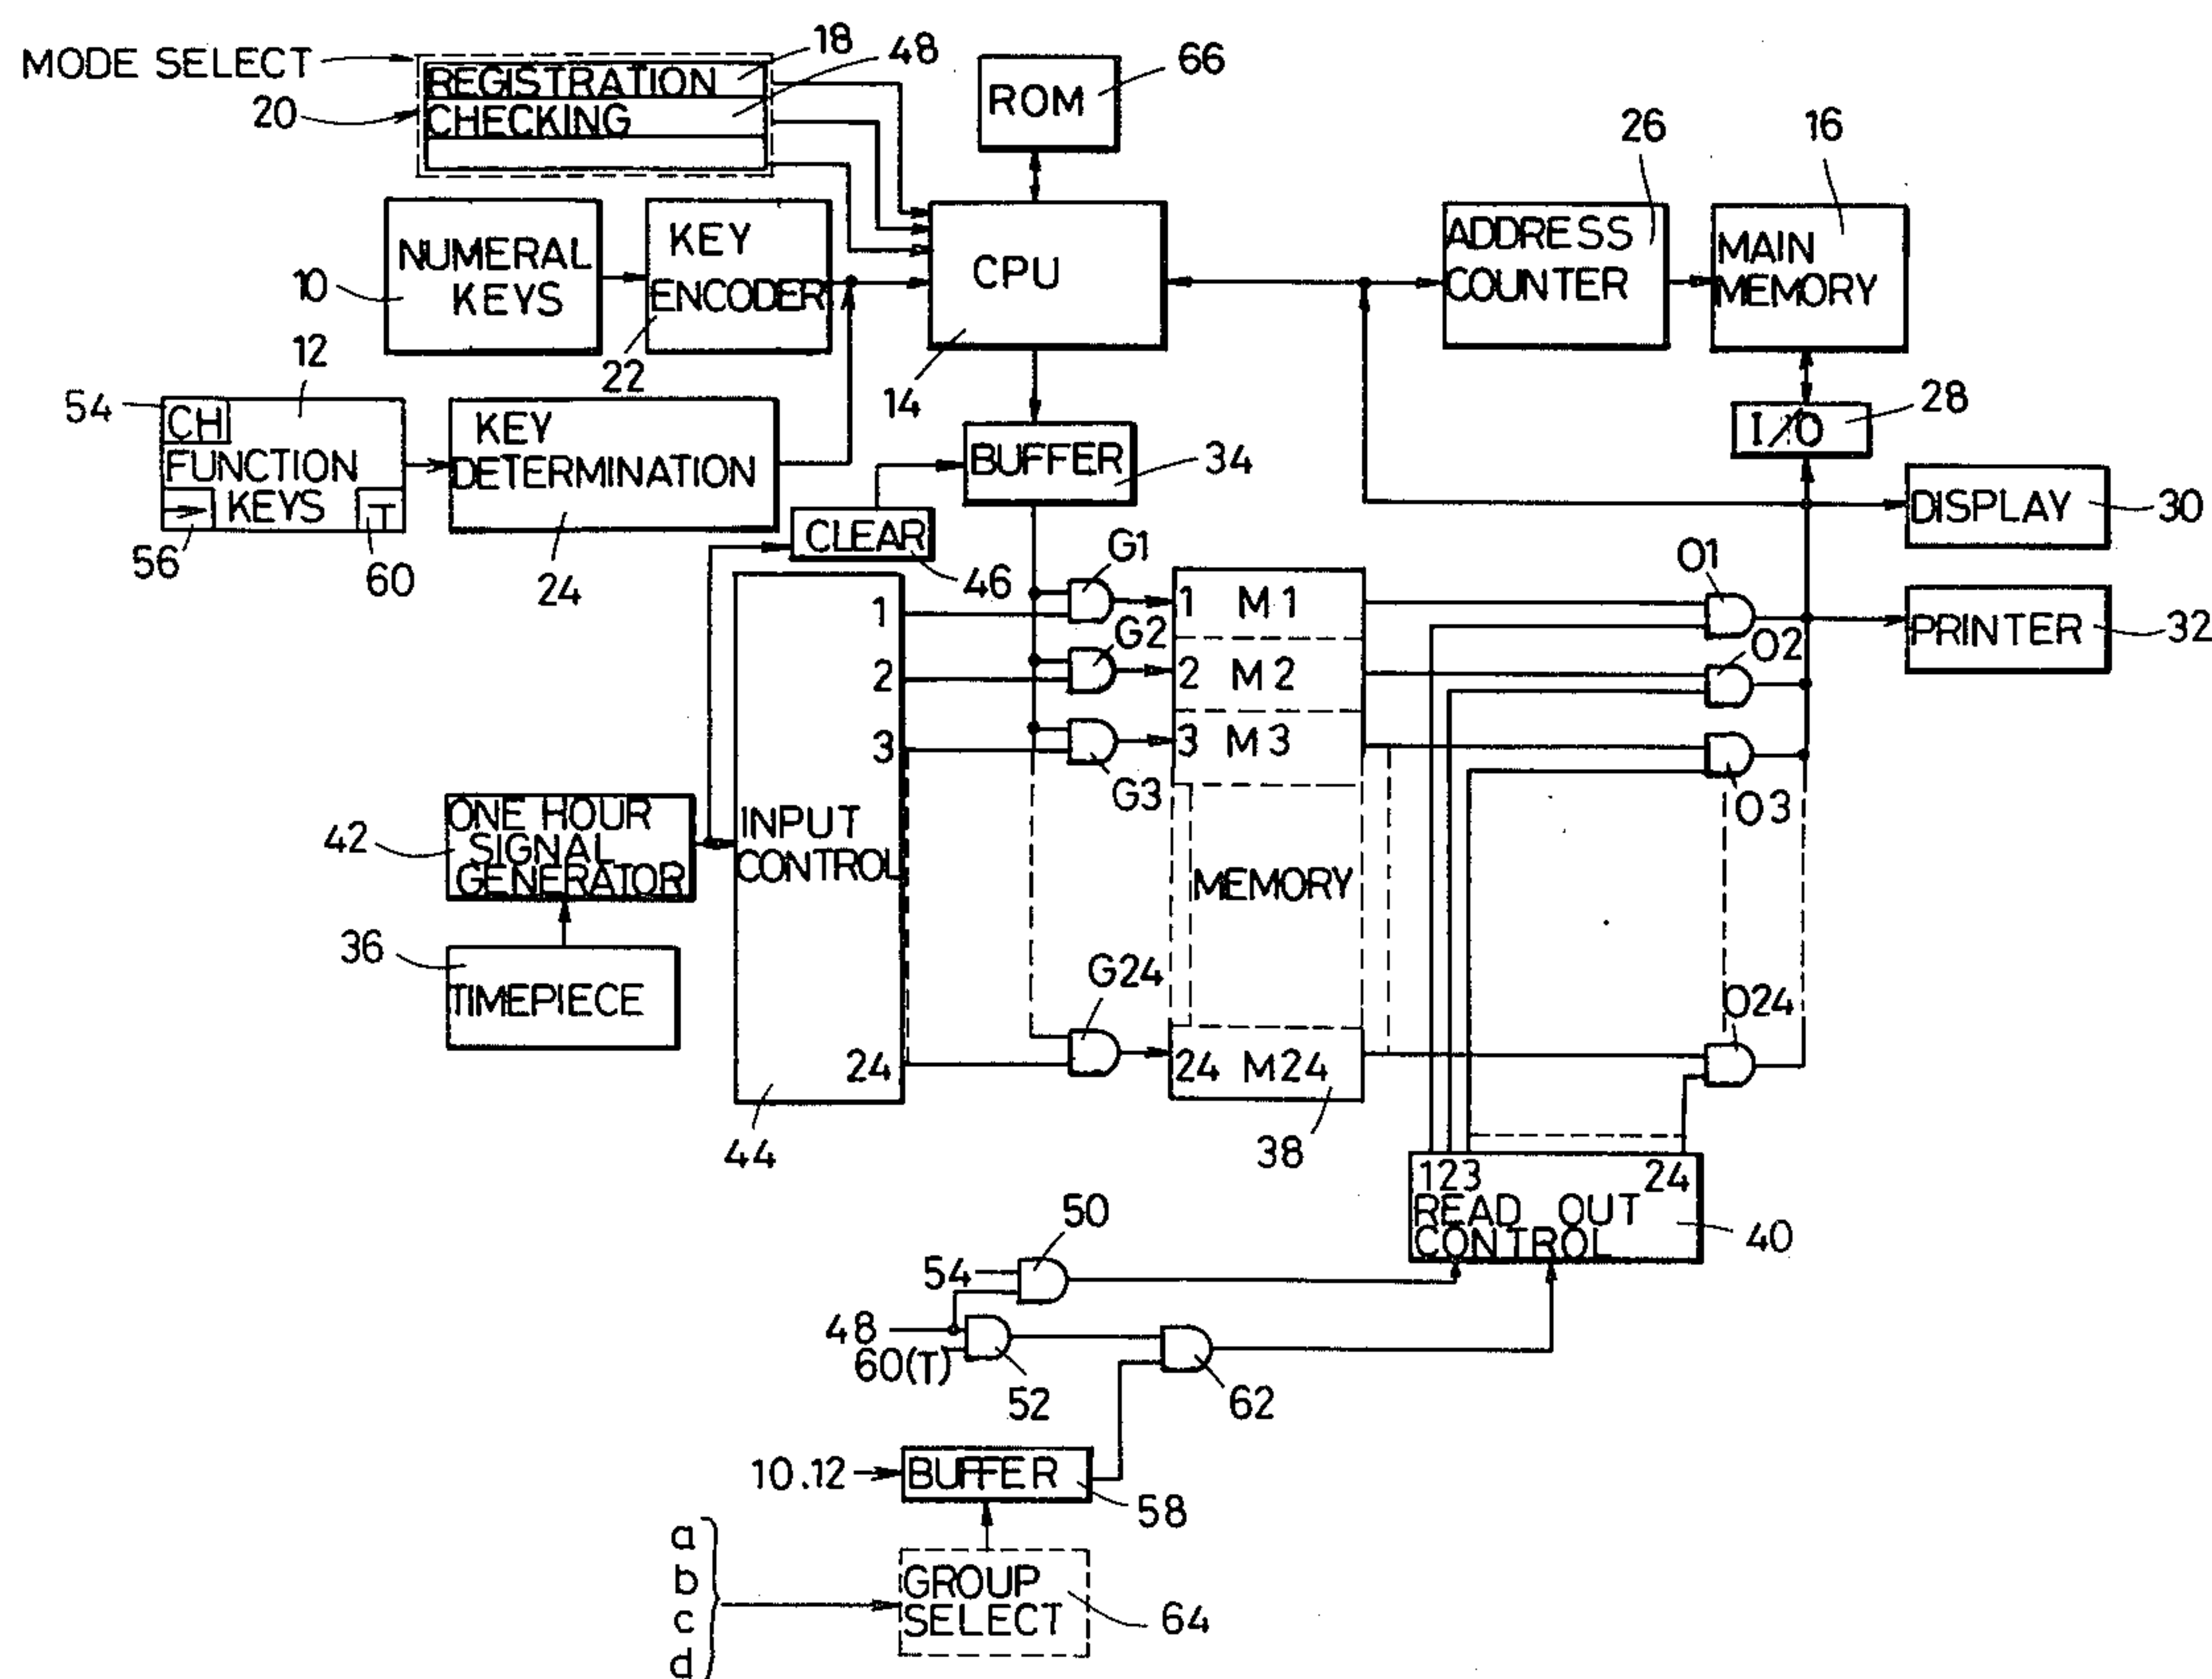 MODE SELECT
20
REGISTRATION
CHECKING
18
48
ROM
66
NUMERAL
KEYS
10
KEY
ENCODER
22
CPU
14
ADDRESS
COUNTER
26
MAIN
MEMORY
16
12
54
CH
FUNCTION
KEYS
T
56
60
KEY
DETERMINATION
24
BUFFER
34
I/O
28
DISPLAY
30
CLEAR
46
PRINTER
32
G1
G2
G3
G24
1
2
3
24
INPUT
CONTROL
44
1 M1
2 M2
3 M3
MEMORY
24 M24
38
O1
O2
O3
O24
ONE HOUR
SIGNAL
GENERATOR
42
TIMEPIECE
36
123 24
READ OUT
CONTROL
40
50
54
48
60(T)
52
62
10.12
BUFFER
58
a
b
c
d
GROUP
SELECT
64